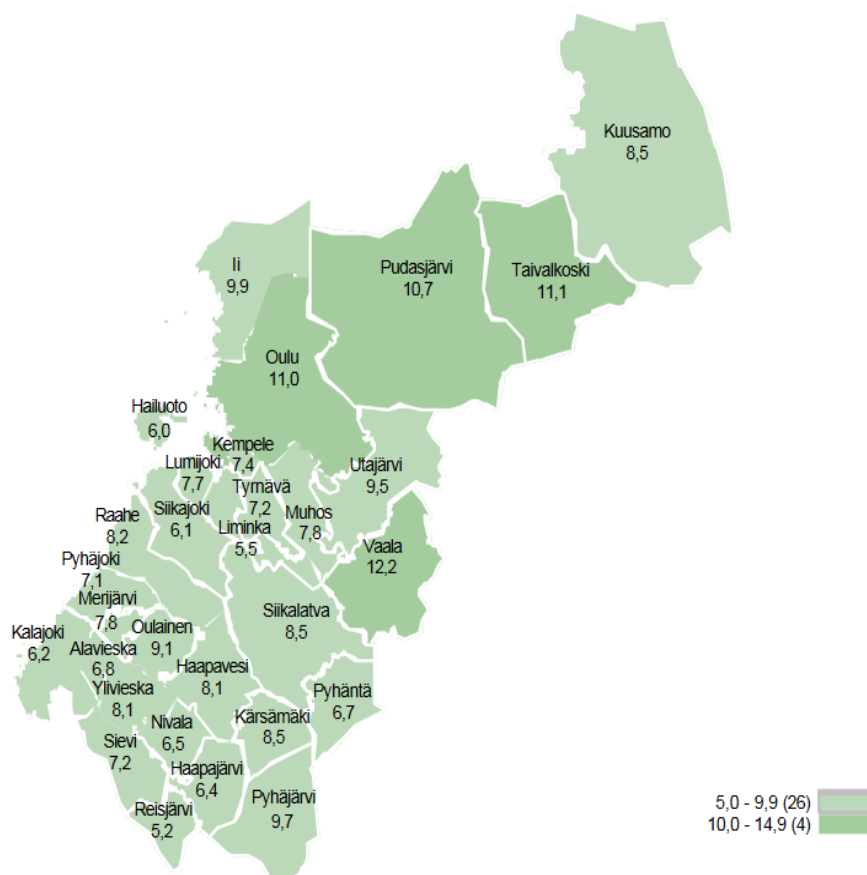 Kuusamo
8,5
Ii
9,9
Pudasjärvi
10,7
Taivalkoski
11,1
Oulu
11,0
Hailuoto
6,0
Kempele
7,4
Lumijoki
7,7
Utajärvi
9,5
Tyrnävä
7,2
Siikajoki
6,1
Muhos
7,8
Raahe
8,2
Liminka
5,5
Vaala
12,2
Pyhäjoki
7,1
Merijärvi
7,8
Siikalatva
8,5
Kalajoki
6,2
Oulainen
9,1
Alavieska
6,8
Haapavesi
8,1
Ylivieska
8,1
Pyhäntä
6,7
Kärsämäki
8,5
Nivala
6,5
Sievi
7,2
Haapajärvi
6,4
Pyhäjärvi
9,7
Reisjärvi
5,2
5,0 - 9,9 (26)
10,0 - 14,9 (4)